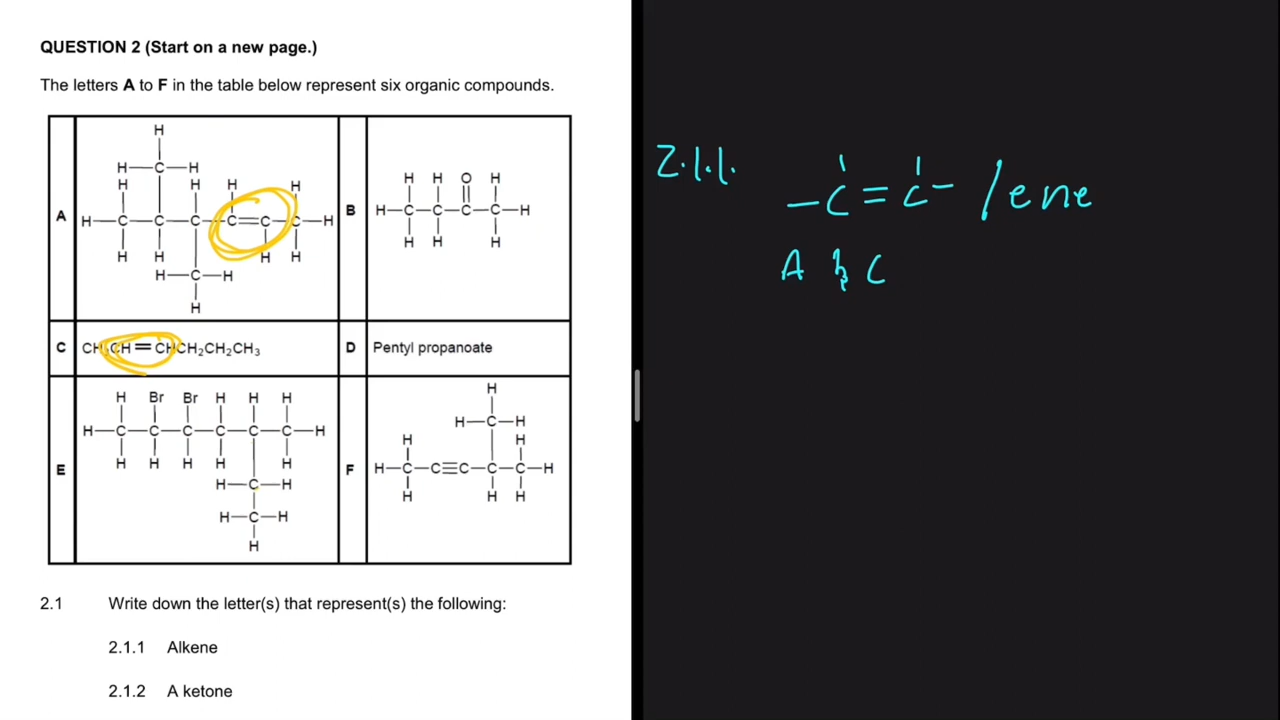 QUESTION 2 (Start on a new page.)
The letters A to F in the table below represent six organic compounds.
A
H
H—C—H
H H H H
H—C—C—C—C=C—C—H
H H H H
H—C—H
H
B
H H O H
H—C—C—C—C—H
H H H
C
CH₃CH=CHCH₂CH₂CH₃
D
Pentyl propanoate
E
H Br Br H H H
H—C—C—C—C—C—C—H
H H H H H
H—C—H
H—C—H
H
F
H
H—C—H
H H
H—C—C≡C—C—C—H
H H H
2.1 Write down the letter(s) that represent(s) the following:
2.1.1 Alkene
2.1.2 A ketone
2.1.1.
—C=C— /ene
A & C